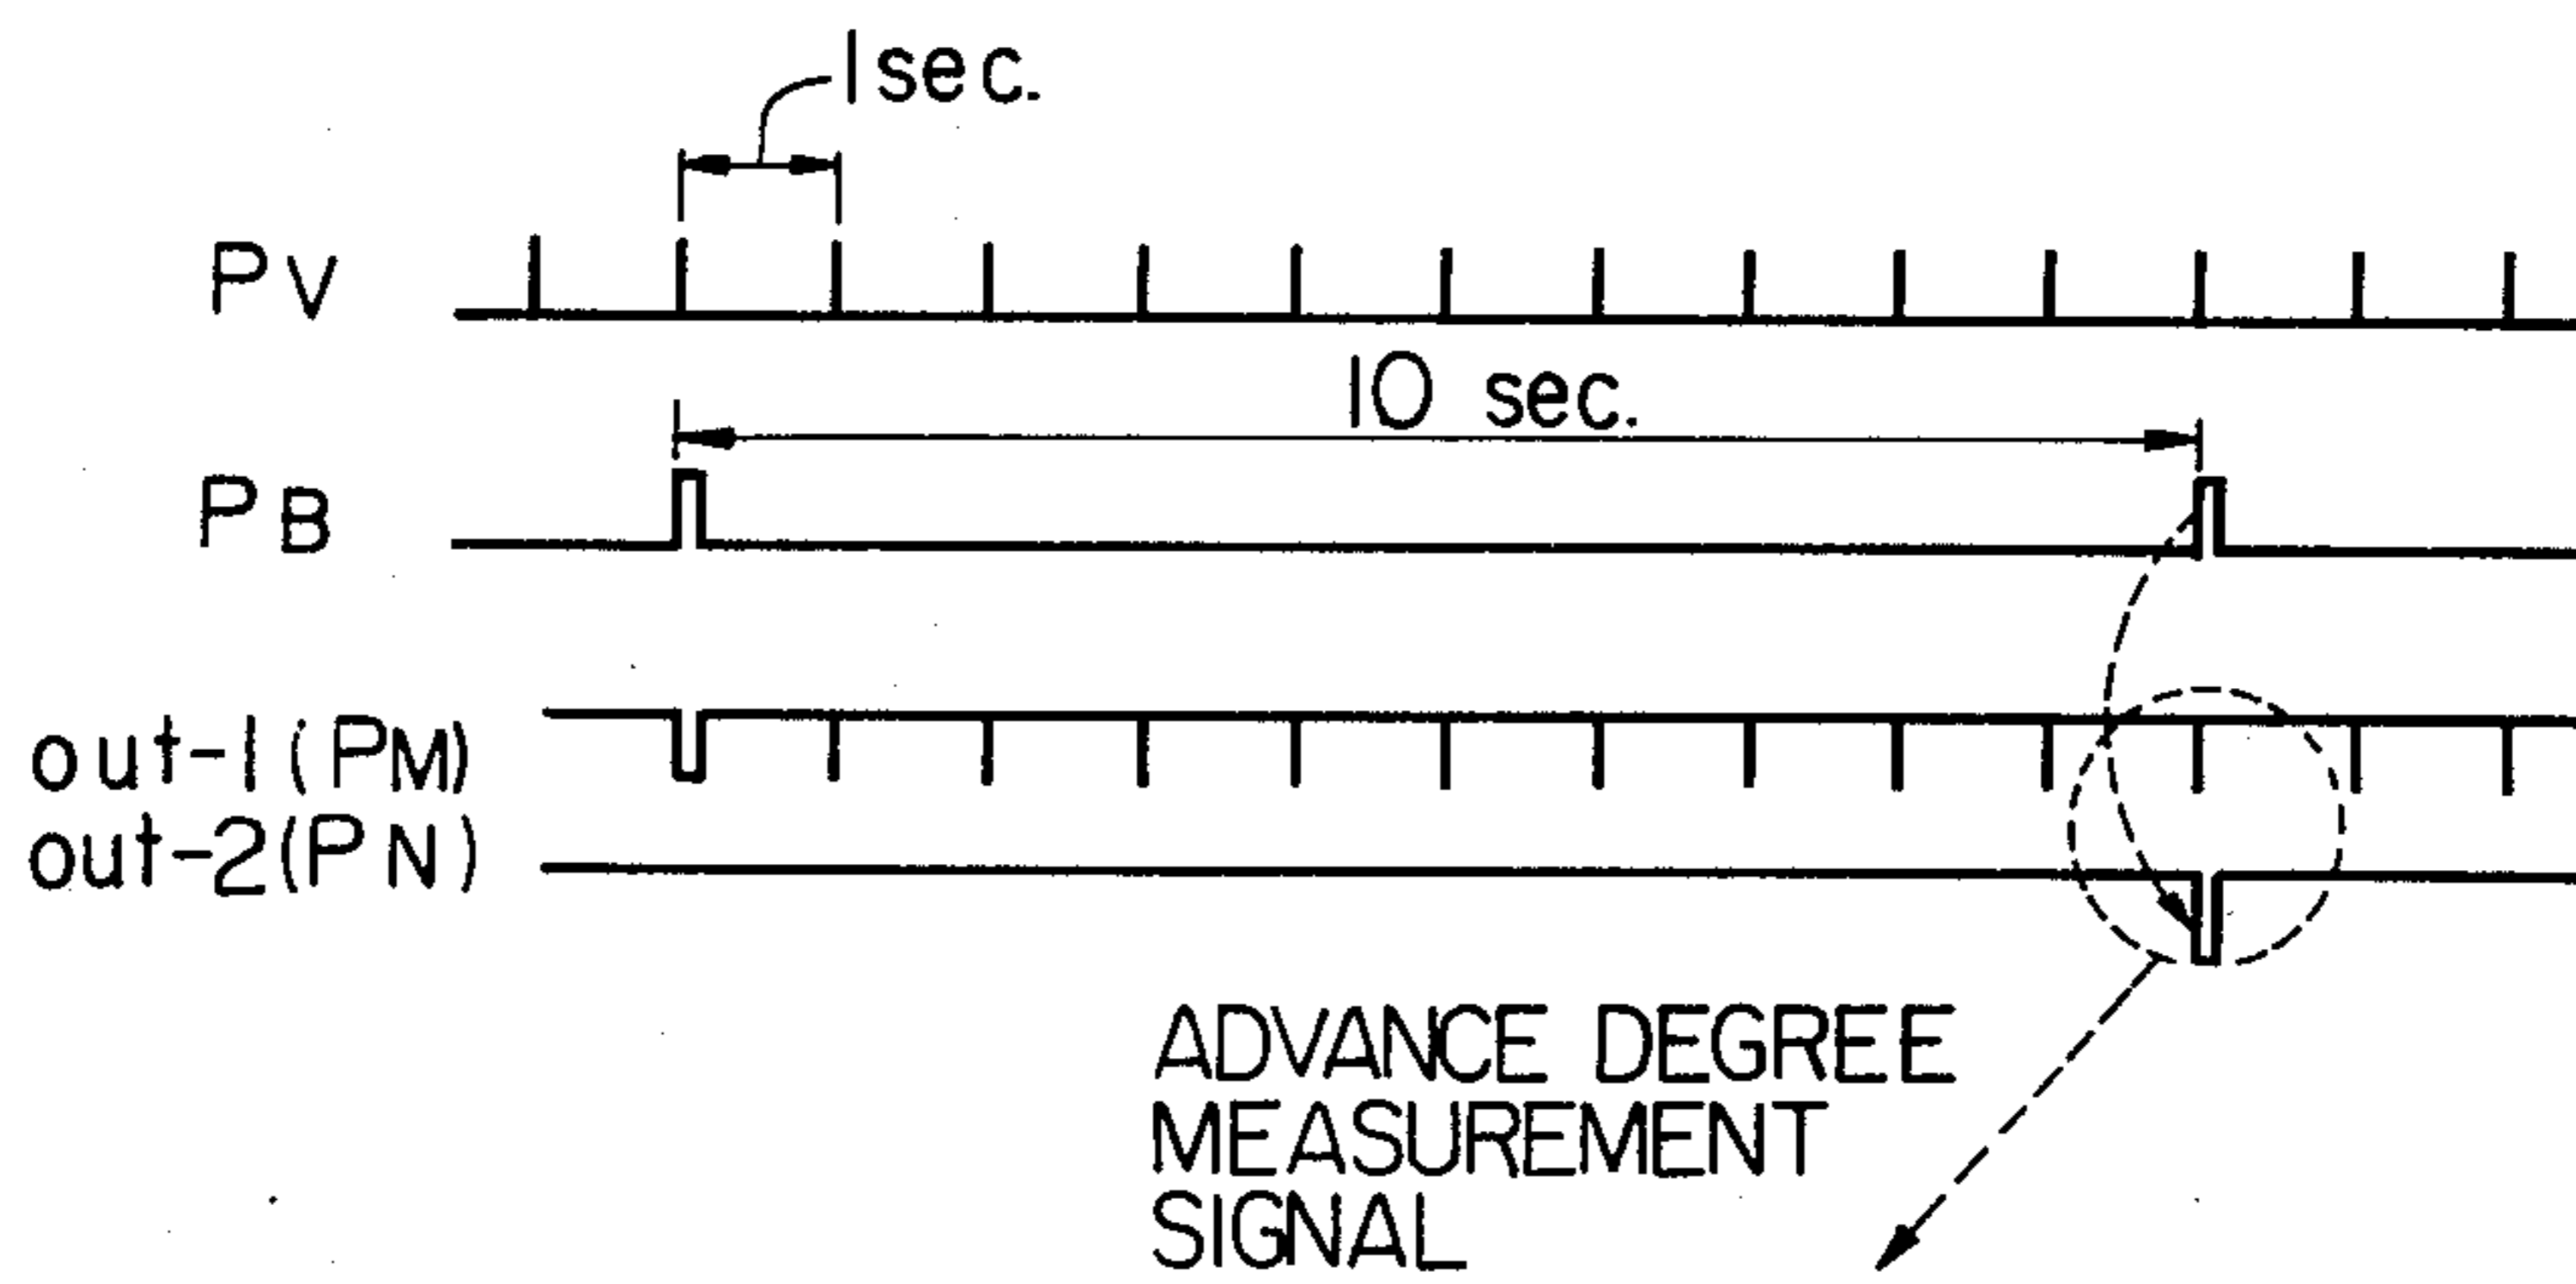 1sec.
PV
10 sec.
PB
out-1(PM)
out-2(PN)
ADVANCE DEGREE
MEASUREMENT
SIGNAL